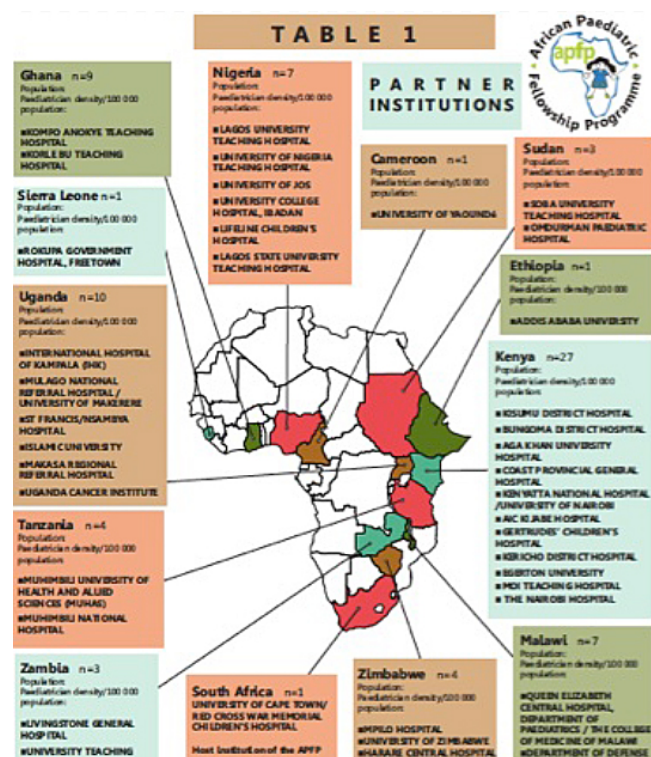 TABLE 1
PARTNER
INSTITUTIONS
African Paediatric
Fellowship Programme
apfp
Ghana n=9
Population:
Paediatrician density/100 000
population:
KOMFO ANOKYE TEACHING
HOSPITAL
KORLE BU TEACHING
HOSPITAL
Sierra Leone n=1
Population:
Paediatrician density/100 000
population:
ROKUPA GOVERNMENT
HOSPITAL, FREETOWN
Uganda n=10
Population:
Paediatrician density/100 000
population:
INTERNATIONAL HOSPITAL
OF KAMPALA (IHK)
MULAGO NATIONAL
REFERRAL HOSPITAL /
UNIVERSITY OF MAKERERE
ST FRANCIS/NSAMBYA
HOSPITAL
ISLAMIC UNIVERSITY
MAKASA REGIONAL
REFERRAL HOSPITAL
UGANDA CANCER INSTITUTE
Tanzania n=4
Population:
Paediatrician density/100 000
population:
MUHIMBILI UNIVERSITY OF
HEALTH AND ALLIED
SCIENCES (MUHAS)
MUHIMBILI NATIONAL
HOSPITAL
Zambia n=3
Population:
Paediatrician density/100 000
population:
LIVINGSTONE GENERAL
HOSPITAL
UNIVERSITY TEACHING
Nigeria n=7
Population:
Paediatrician density/100 000
population:
LAGOS UNIVERSITY
TEACHING HOSPITAL
UNIVERSITY OF NIGERIA
TEACHING HOSPITAL
UNIVERSITY OF JOS
UNIVERSITY COLLEGE
HOSPITAL, IBADAN
LIFELINE CHILDREN'S
HOSPITAL
LAGOS STATE UNIVERSITY
TEACHING HOSPITAL
Cameroon n=1
Population:
Paediatrician density/100 000
population:
UNIVERSITY OF YAOUNDé
Sudan n=3
Population:
Paediatrician density/100 000
population:
SOBA UNIVERSITY
TEACHING HOSPITAL
OMDURMAN PAEDIATRIC
HOSPITAL
Ethiopia n=1
Population:
Paediatrician density/100 000
population:
ADDIS ABABA UNIVERSITY
Kenya n=27
Population:
Paediatrician density/100 000
population:
KISUMU DISTRICT HOSPITAL
BUNGOMA DISTRICT HOSPITAL
AGA KHAN UNIVERSITY
HOSPITAL
COAST PROVINCIAL GENERAL
HOSPITAL
KENYATTA NATIONAL HOSPITAL
/UNIVERSITY OF NAIROBI
AIC KIJABE HOSPITAL
GERTRUDES' CHILDREN'S
HOSPITAL
KERICHO DISTRICT HOSPITAL
EGERTON UNIVERSITY
MOI TEACHING HOSPITAL
THE NAIROBI HOSPITAL
South Africa n=1
UNIVERSITY OF CAPE TOWN/
RED CROSS WAR MEMORIAL
CHILDREN'S HOSPITAL
Host Institution of the APFP
Zimbabwe n=4
Population:
Paediatrician density/100 000
population:
MPILO HOSPITAL
UNIVERSITY OF ZIMBABWE
HARARE CENTRAL HOSPITAL
Malawi n=7
Population:
Paediatrician density/100 000
population:
QUEEN ELIZABETH
CENTRAL HOSPITAL,
DEPARTMENT OF
PAEDIATRICS / THE COLLEGE
OF MEDICINE OF MALAWI
DEPARTMENT OF DEFENSE